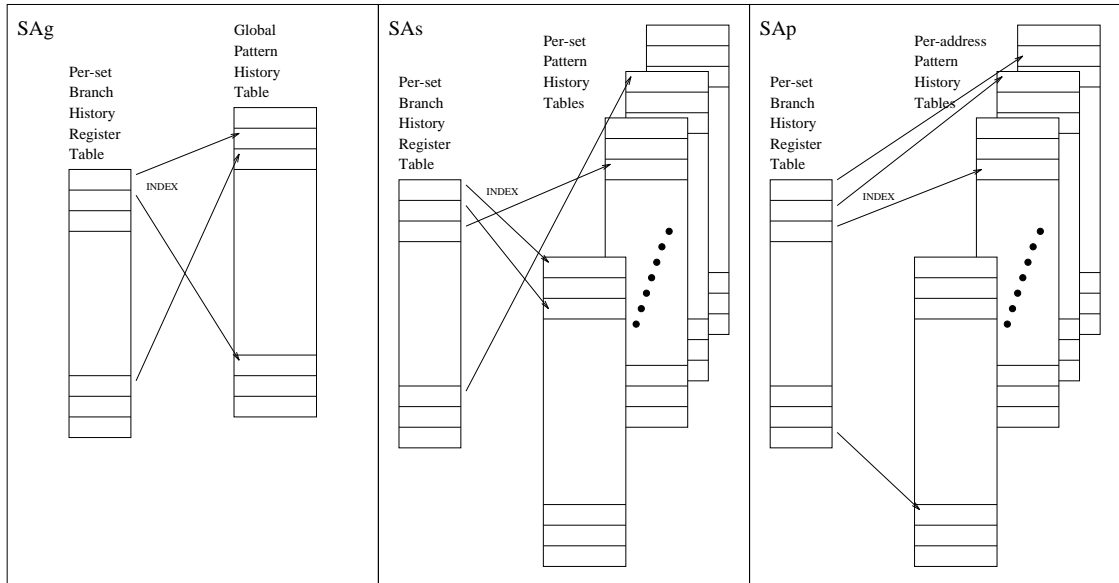 SAg
Global
Pattern
History
Table
Per-set
Branch
History
Register
Table
INDEX
SAs
Per-set
Pattern
History
Tables
Per-set
Branch
History
Register
Table
INDEX
SAp
Per-address
Pattern
History
Tables
Per-set
Branch
History
Register
Table
INDEX